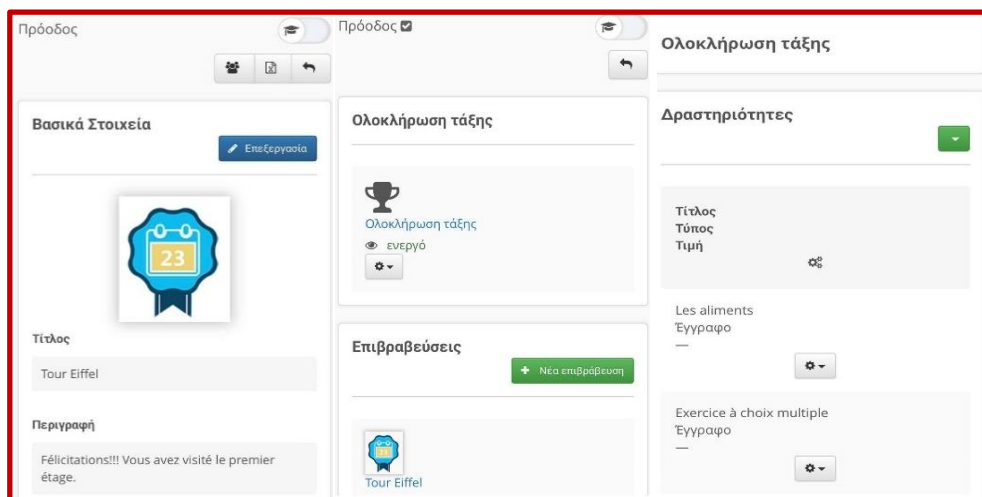 Πρόοδος
Βασικά Στοιχεία
Επεξεργασία
23
Τίτλος
Tour Eiffel
Περιγραφή
Félicitations!!! Vous avez visité le premier
étage.
Πρόοδος
Ολοκλήρωση τάξης
Ολοκλήρωση τάξης
ενεργό
Επιβραβεύσεις
+ Νέα επιβράβευση
Tour Eiffel
Ολοκλήρωση τάξης
Δραστηριότητες
Τίτλος
Τύπος
Τιμή
Les aliments
Έγγραφο
—
Exercice à choix multiple
Έγγραφο
—